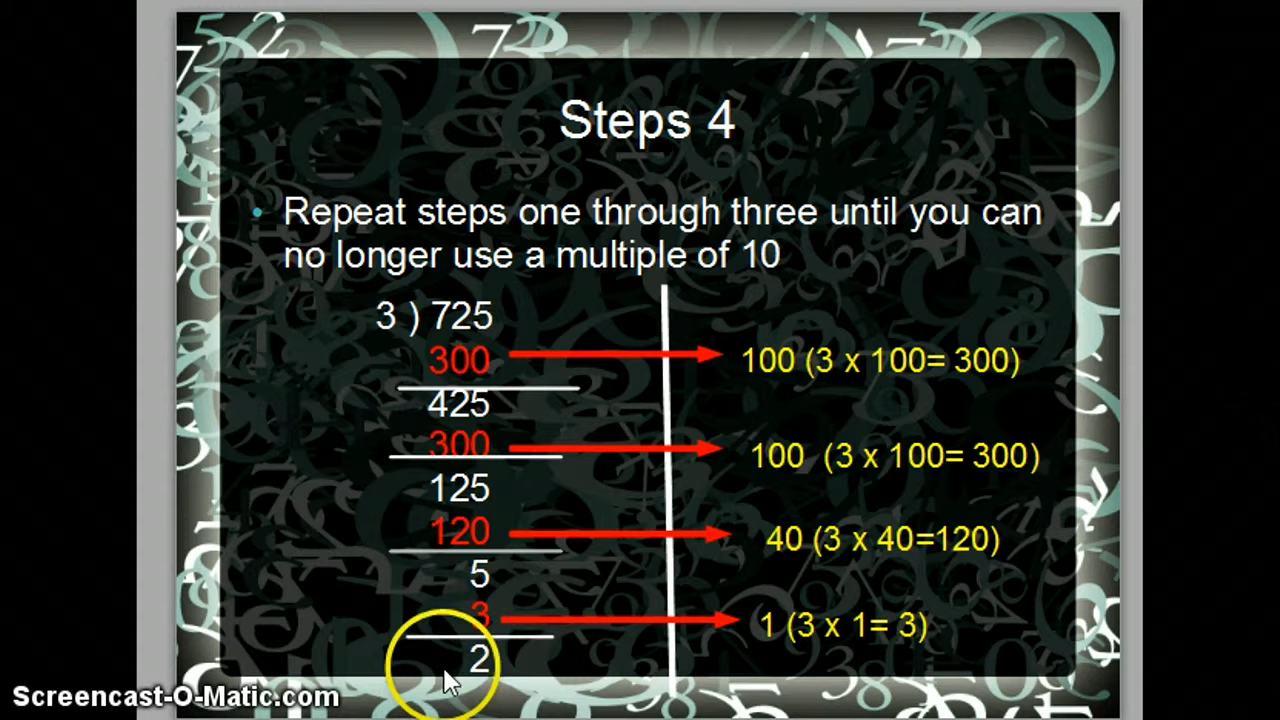 Steps 4
• Repeat steps one through three until you can
no longer use a multiple of 10
3 ) 725
300 100 (3 x 100= 300)
425
300 100 (3 x 100= 300)
125
120 40 (3 x 40=120)
5
3 1 (3 x 1= 3)
2
Screencast-O-Matic.com